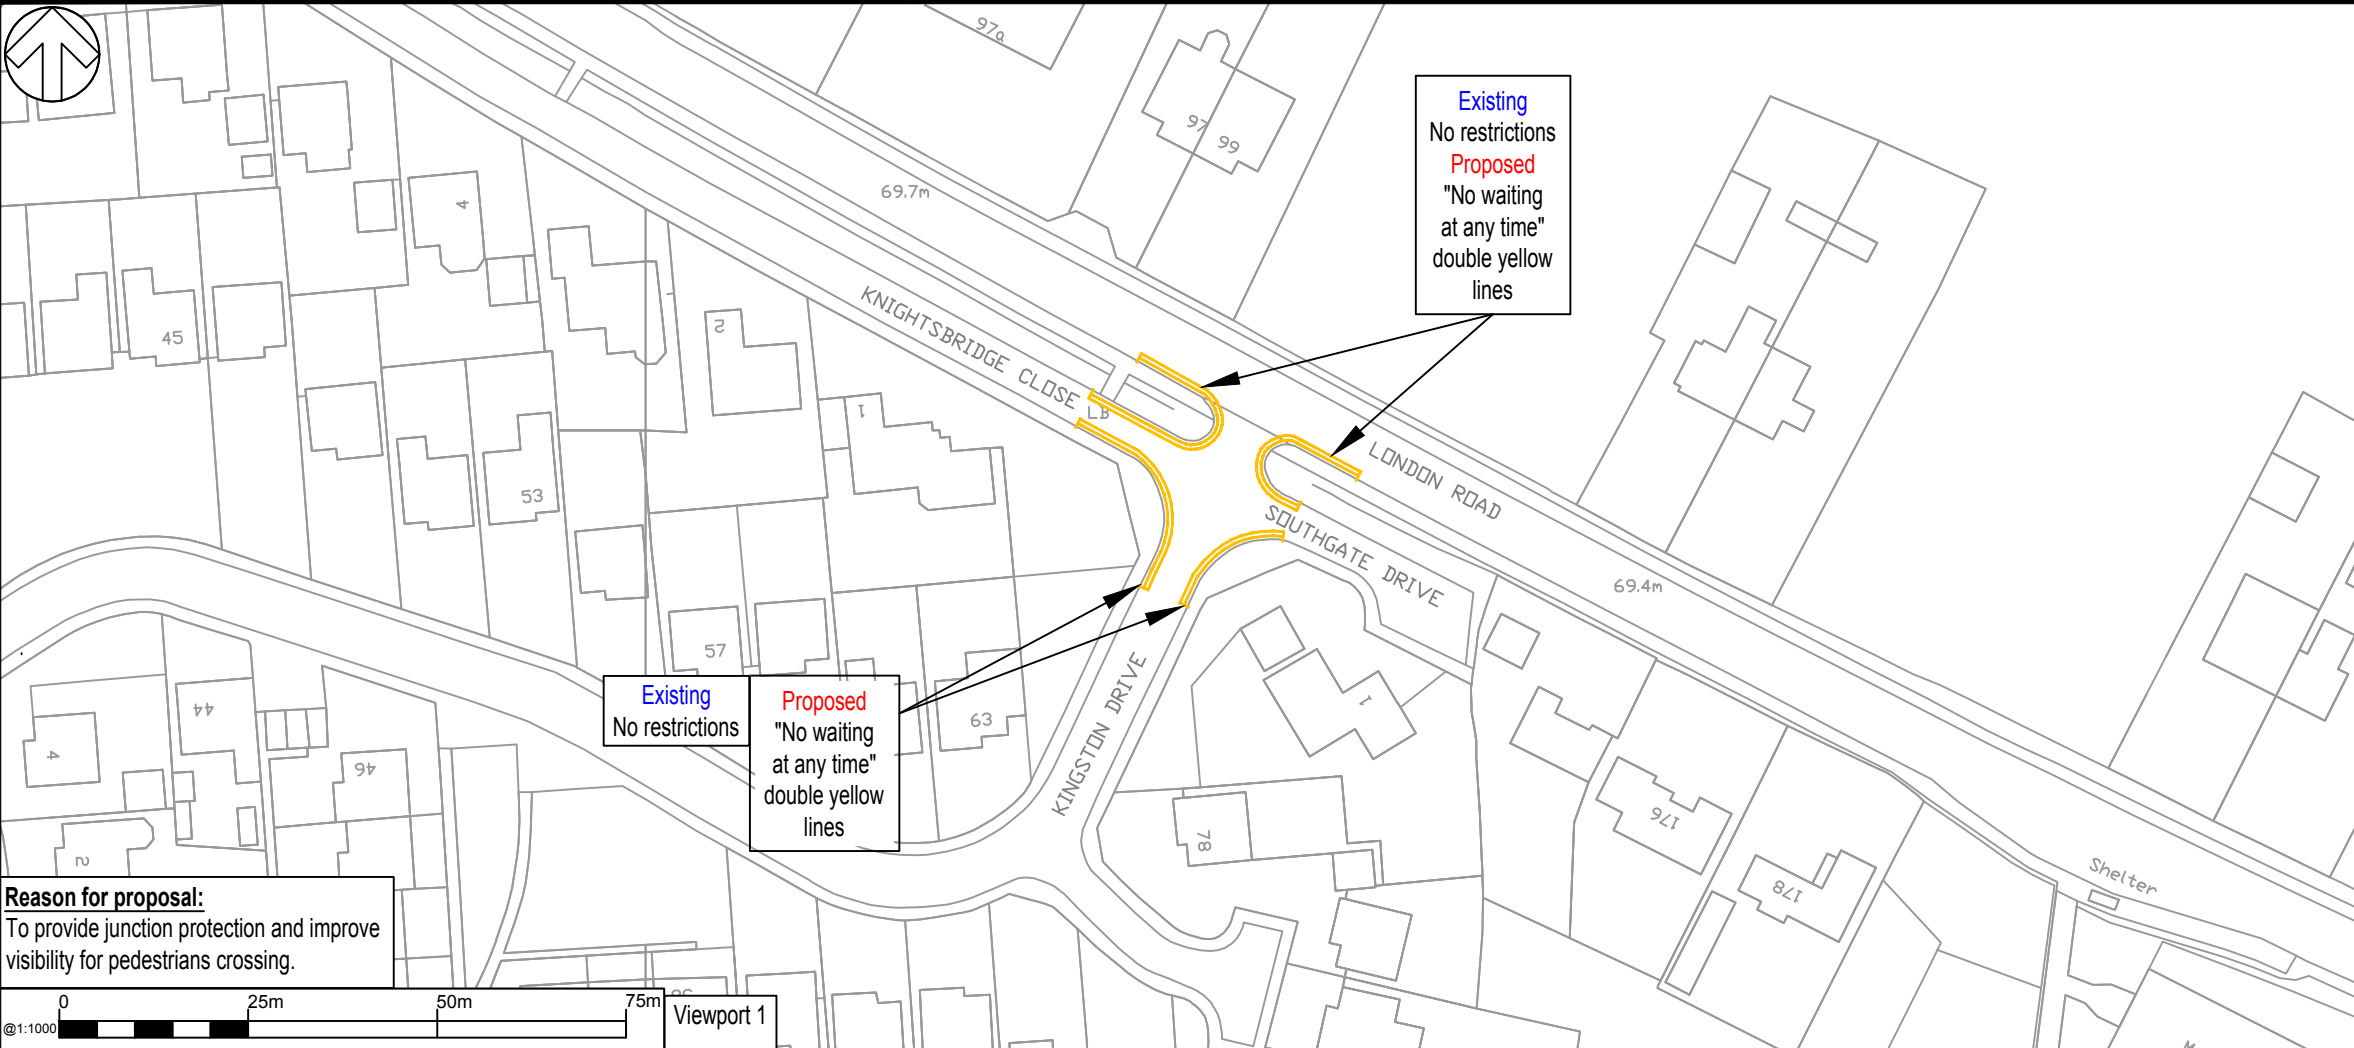 97a
97
99
69.7m
Existing
No restrictions
Proposed
"No waiting
at any time"
double yellow
lines
4
45
2
KNIGHTSBRIDGE CLOSE
LB
1
53
LONDON ROAD
SOUTHGATE DRIVE
69.4m
57
63
KINGSTON DRIVE
1
Existing
No restrictions
Proposed
"No waiting
at any time"
double yellow
lines
44
4
46
2
78
176
178
Shelter
Reason for proposal:
To provide junction protection and improve
visibility for pedestrians crossing.
0 25m 50m 75m
@1:1000
Viewport 1